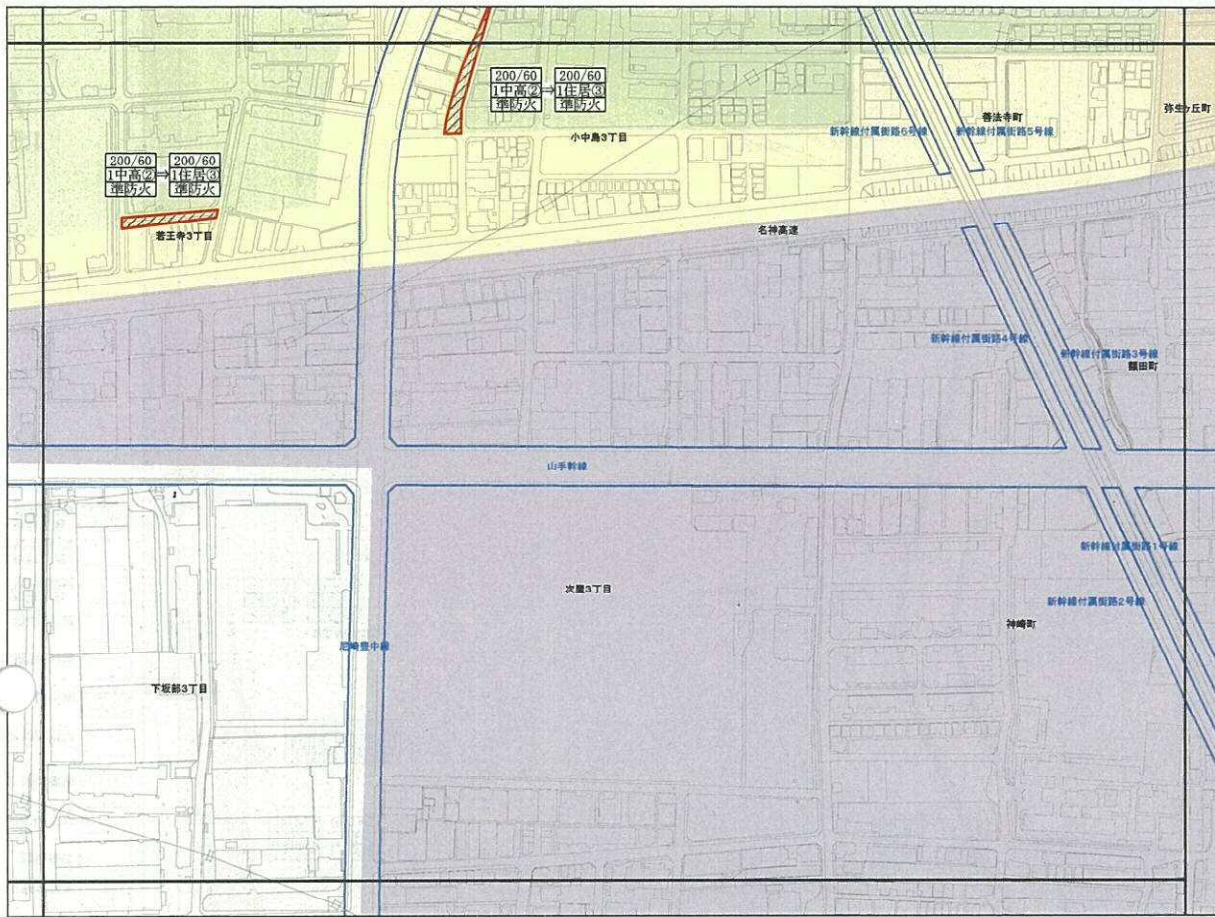 200/60
1中高②
準防火
⇒
200/60
1住居③
準防火
小中島3丁目
新幹線付属街路6号線
善法寺町
新幹線付属街路5号線
弥生ヶ丘町
200/60
1中高②
準防火
⇒
200/60
1住居③
準防火
若王寺3丁目
名神高速
新幹線付属街路4号線
新幹線付属街路3号線
額田町
山手幹線
新幹線付属街路1号線
次屋3丁目
新幹線付属街路2号線
神崎町
尼崎豊中線
下坂部3丁目